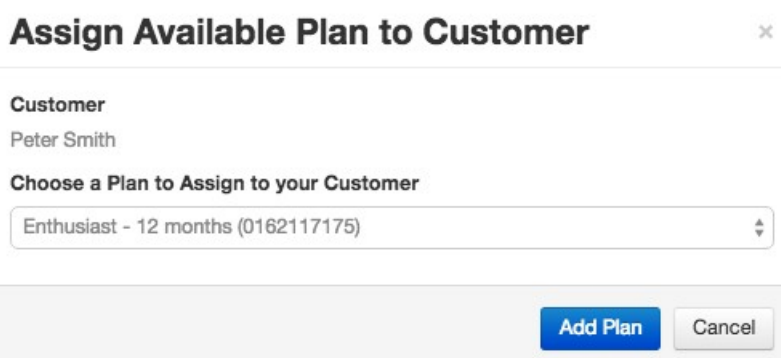 Assign Available Plan to Customer ×
Customer
Peter Smith
Choose a Plan to Assign to your Customer
Enthusiast - 12 months (0162117175)
Add Plan Cancel